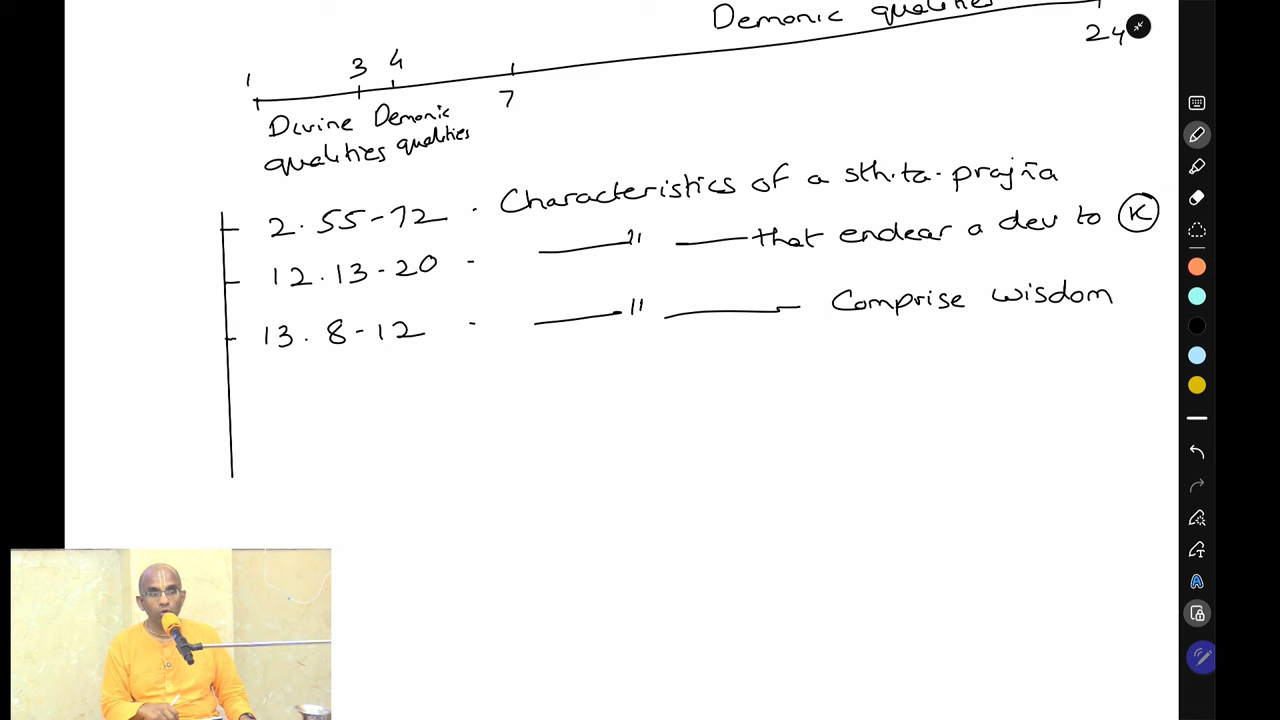 Demonic qualities
24
1 3 4 7
Divine Demonic
qualities qualities
2.55-72 - Characteristics of a sthita-prajña
12.13-20 - —— " —— that endear a dev to K
13.8-12 - —— " —— Comprise wisdom